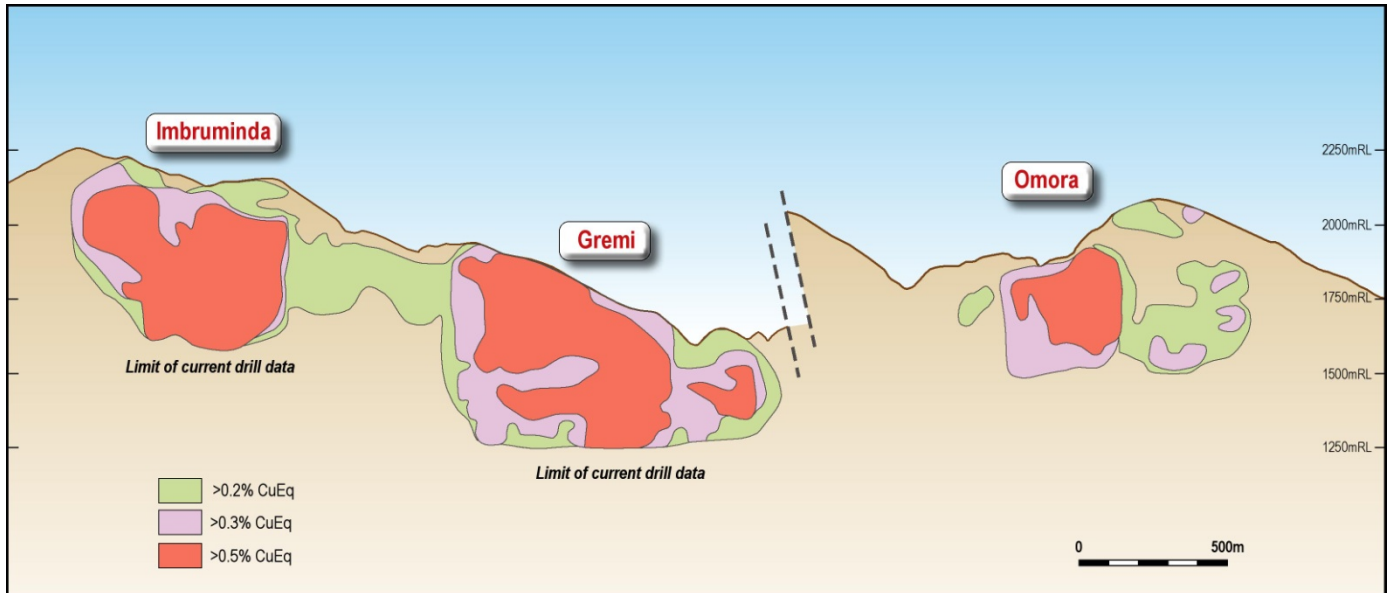 Imbruminda
Gremi
Omora
2250mRL
2000mRL
1750mRL
1500mRL
1250mRL
Limit of current drill data
Limit of current drill data
>0.2% CuEq
>0.3% CuEq
>0.5% CuEq
0 500m